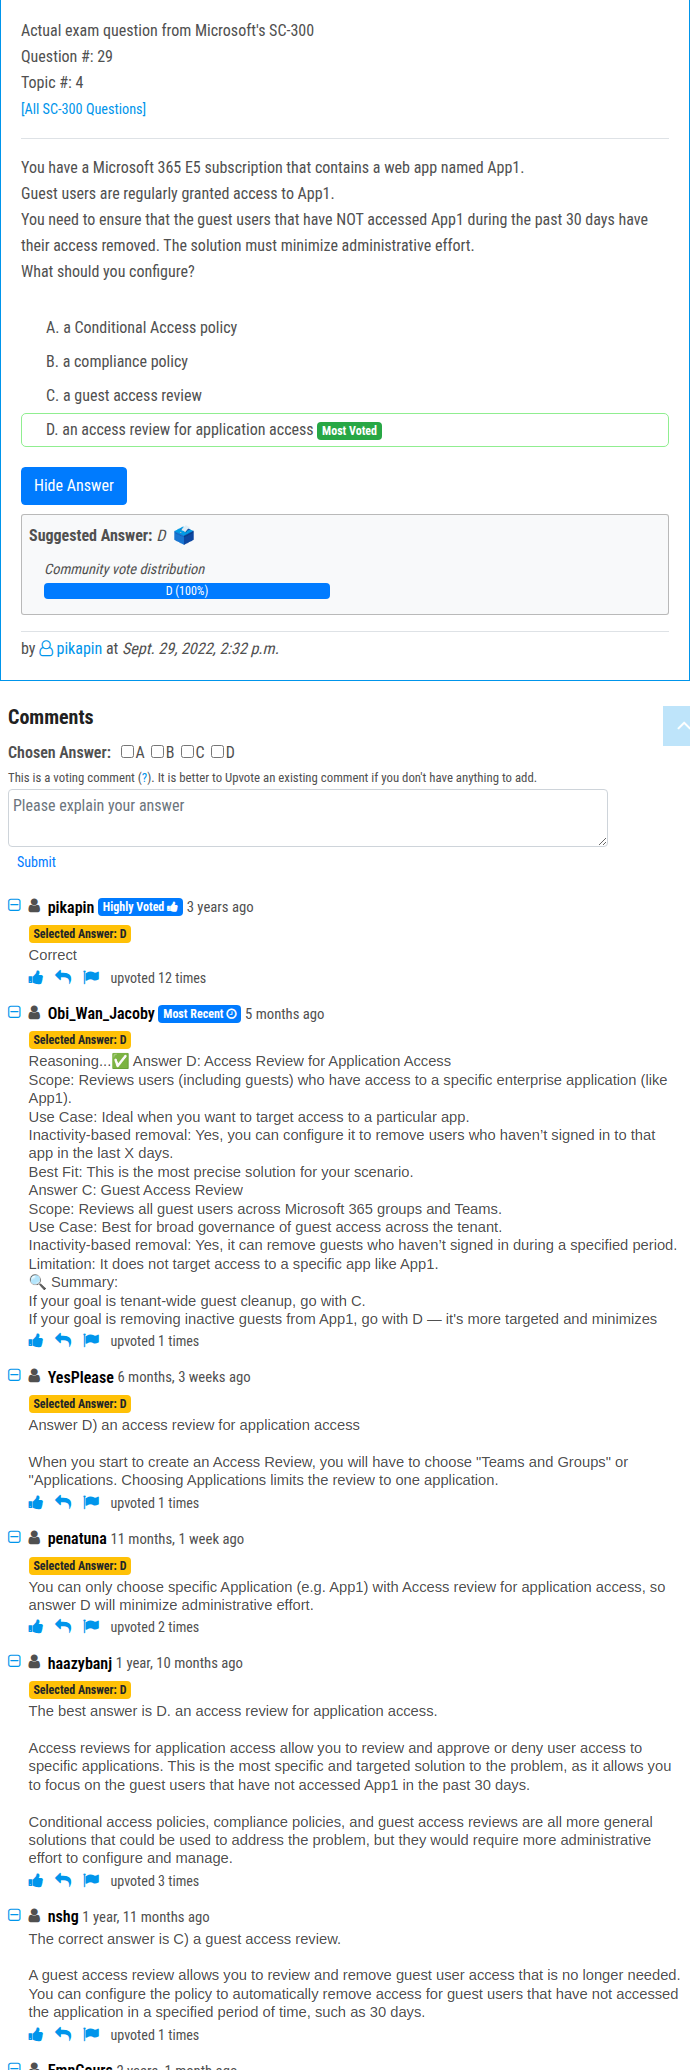 Actual exam question from Microsoft's SC-300
Question #: 29
Topic #: 4
[All SC-300 Questions]
You have a Microsoft 365 E5 subscription that contains a web app named App1.
Guest users are regularly granted access to App1.
You need to ensure that the guest users that have NOT accessed App1 during the past 30 days have
their access removed. The solution must minimize administrative effort.
What should you configure?
A. a Conditional Access policy
B. a compliance policy
C. a guest access review
D. an access review for application access Most Voted
Hide Answer
Suggested Answer: D 🗳️
Community vote distribution
D (100%)
by pikapin at Sept. 29, 2022, 2:32 p.m.
Comments
Chosen Answer: A B C D
This is a voting comment (?). It is better to Upvote an existing comment if you don't have anything to add.
Please explain your answer
Submit
pikapin Highly Voted 3 years ago
Selected Answer: D
Correct
upvoted 12 times
Obi_Wan_Jacoby Most Recent 5 months ago
Selected Answer: D
Reasoning...✅ Answer D: Access Review for Application Access
Scope: Reviews users (including guests) who have access to a specific enterprise application (like
App1).
Use Case: Ideal when you want to target access to a particular app.
Inactivity-based removal: Yes, you can configure it to remove users who haven’t signed in to that
app in the last X days.
Best Fit: This is the most precise solution for your scenario.
Answer C: Guest Access Review
Scope: Reviews all guest users across Microsoft 365 groups and Teams.
Use Case: Best for broad governance of guest access across the tenant.
Inactivity-based removal: Yes, it can remove guests who haven’t signed in during a specified period.
Limitation: It does not target access to a specific app like App1.
🔍 Summary:
If your goal is tenant-wide guest cleanup, go with C.
If your goal is removing inactive guests from App1, go with D — it's more targeted and minimizes
upvoted 1 times
YesPlease 6 months, 3 weeks ago
Selected Answer: D
Answer D) an access review for application access
When you start to create an Access Review, you will have to choose "Teams and Groups" or
"Applications. Choosing Applications limits the review to one application.
upvoted 1 times
penatuna 11 months, 1 week ago
Selected Answer: D
You can only choose specific Application (e.g. App1) with Access review for application access, so
answer D will minimize administrative effort.
upvoted 2 times
haazybanj 1 year, 10 months ago
Selected Answer: D
The best answer is D. an access review for application access.
Access reviews for application access allow you to review and approve or deny user access to
specific applications. This is the most specific and targeted solution to the problem, as it allows you
to focus on the guest users that have not accessed App1 in the past 30 days.
Conditional access policies, compliance policies, and guest access reviews are all more general
solutions that could be used to address the problem, but they would require more administrative
effort to configure and manage.
upvoted 3 times
nshg 1 year, 11 months ago
The correct answer is C) a guest access review.
A guest access review allows you to review and remove guest user access that is no longer needed.
You can configure the policy to automatically remove access for guest users that have not accessed
the application in a specified period of time, such as 30 days.
upvoted 1 times